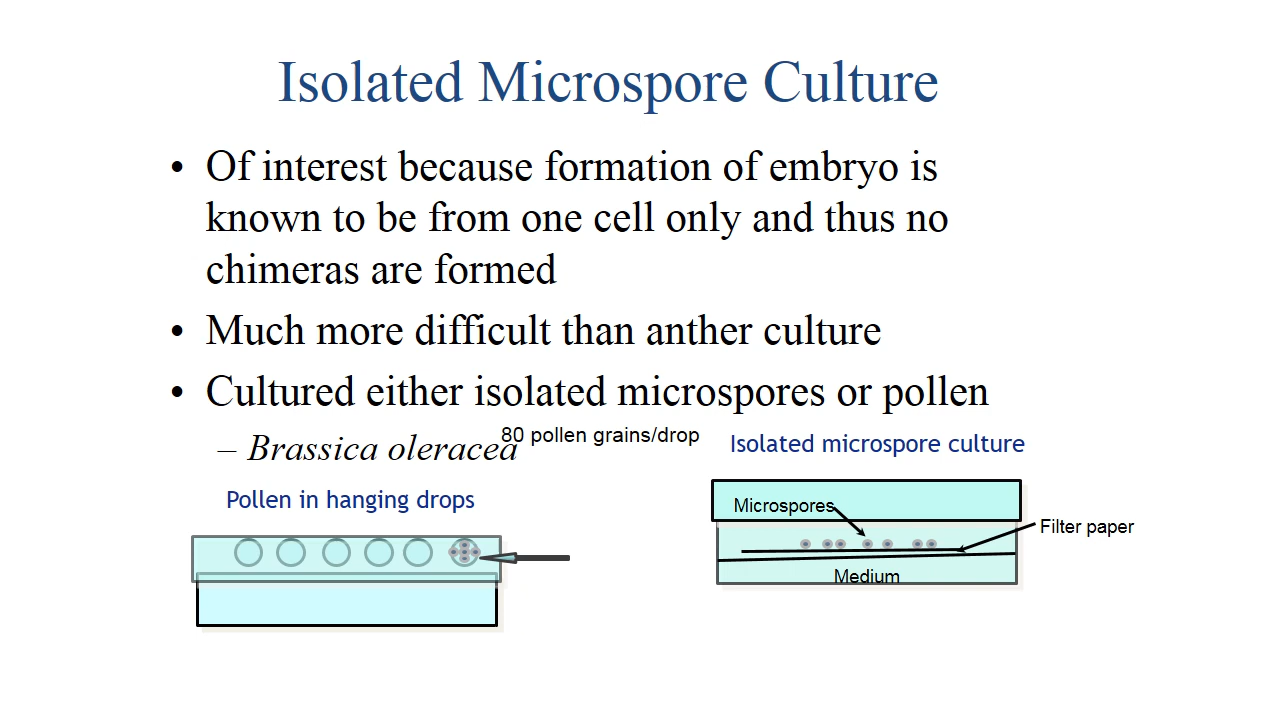 Isolated Microspore Culture
• Of interest because formation of embryo is
known to be from one cell only and thus no
chimeras are formed
• Much more difficult than anther culture
• Cultured either isolated microspores or pollen
– Brassica oleracea
80 pollen grains/drop
Isolated microspore culture
Pollen in hanging drops
Microspores
Filter paper
Medium